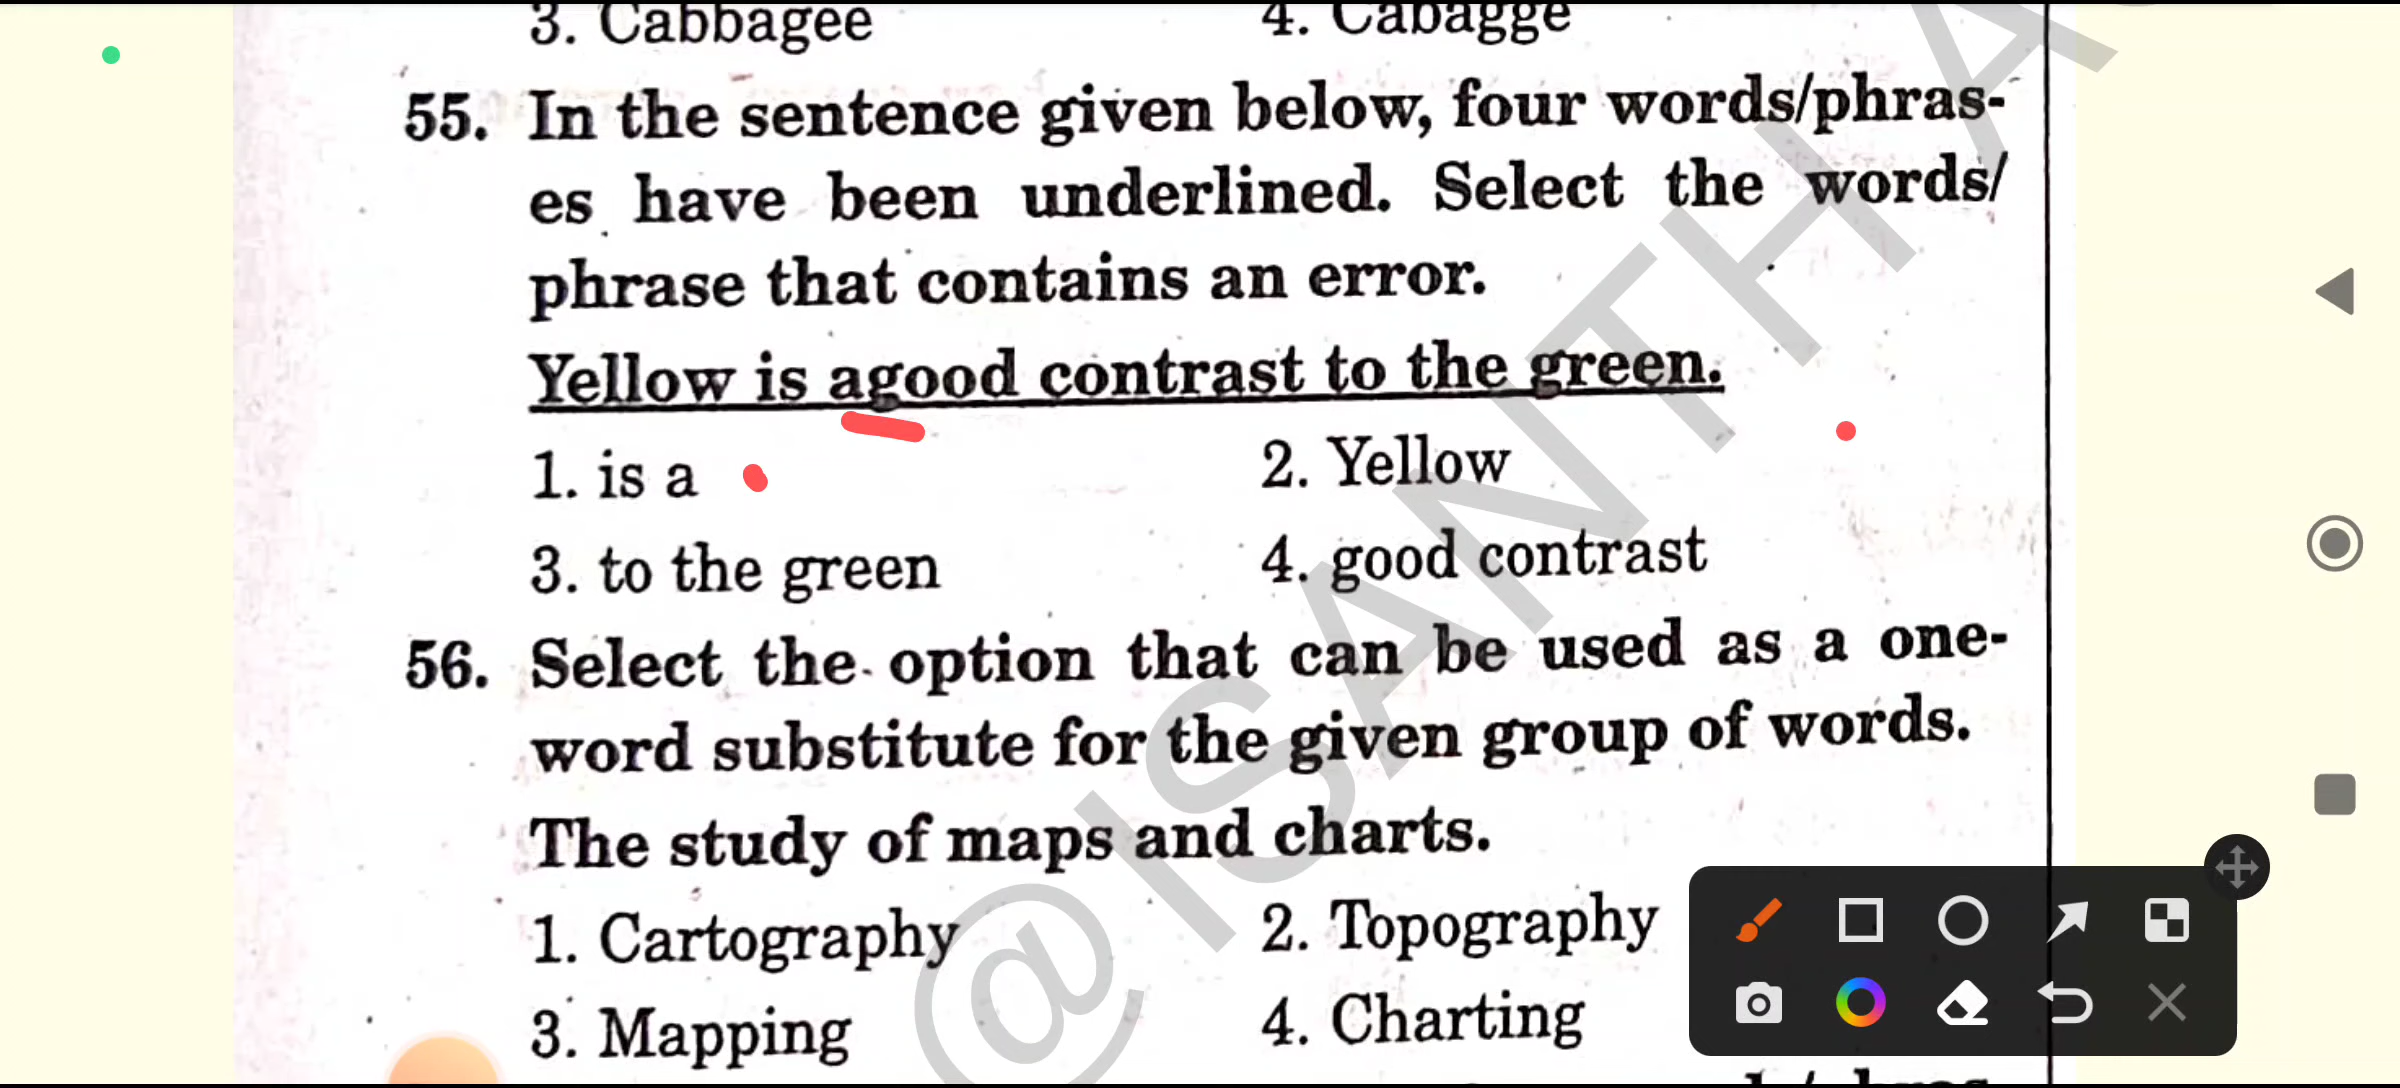 3. Cabbagee 4. Cabagge
55. In the sentence given below, four words/phras-
es have been underlined. Select the words/
phrase that contains an error.
Yellow is agood contrast to the green.
1. is a 2. Yellow
3. to the green 4. good contrast
56. Select the option that can be used as a one-
word substitute for the given group of words.
The study of maps and charts.
1. Cartography 2. Topography
3. Mapping 4. Charting
@ISANTHA